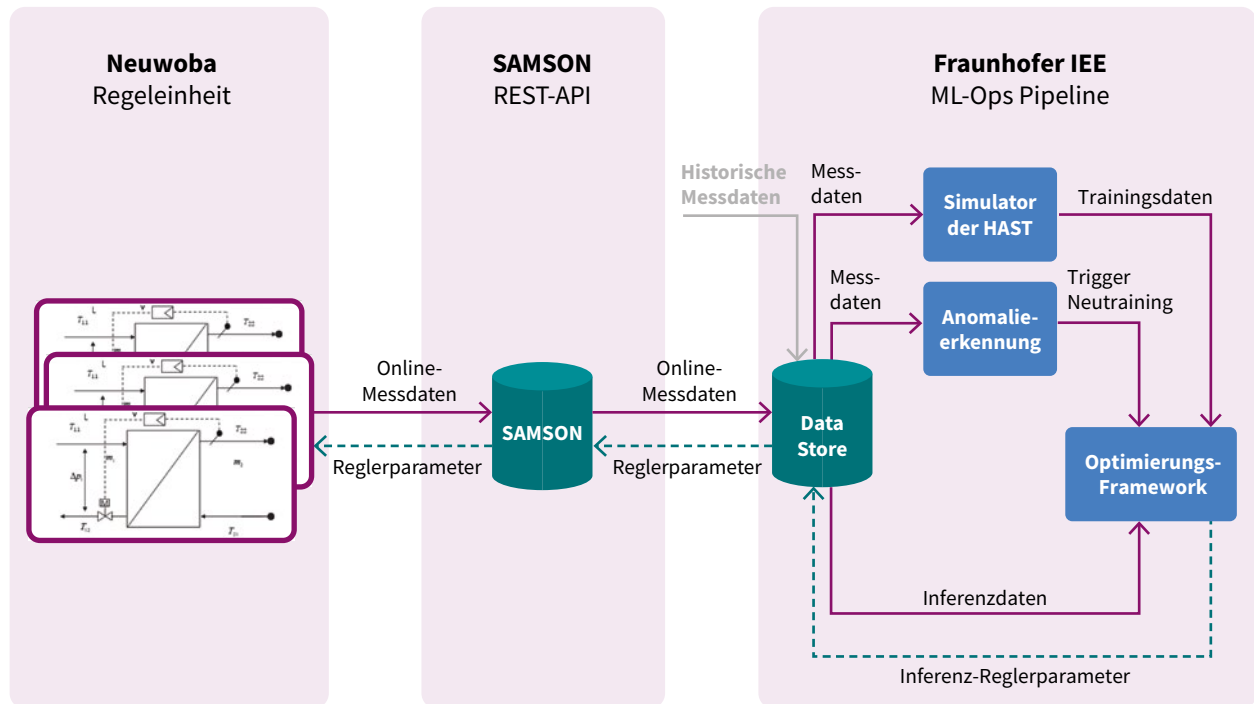 Neuwoba
Regeleinheit
SAMSON
REST-API
Fraunhofer IEE
ML-Ops Pipeline
Historische
Messdaten
Mess-
daten
Simulator
der HAST
Trainingsdaten
Mess-
daten
Anomalie-
erkennung
Trigger
Neutraining
Online-
Messdaten
SAMSON
Online-
Messdaten
Data
Store
Reglerparameter
Reglerparameter
Optimierungs-
Framework
Inferenzdaten
Inferenz-Reglerparameter